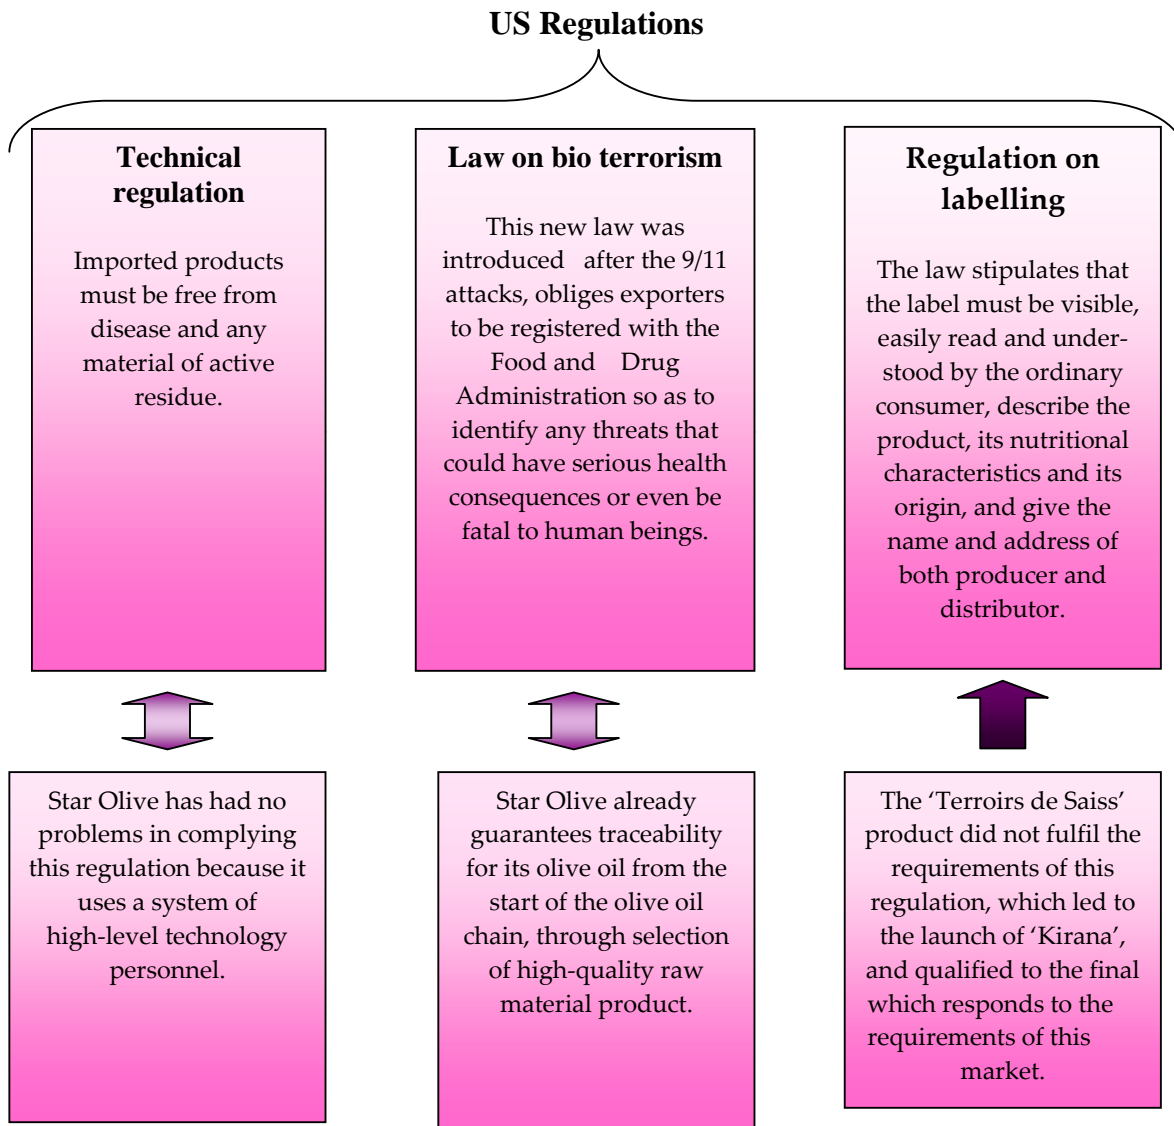 US Regulations
Technical
regulation
Imported products
must be free from
disease and any
material of active
residue.
Law on bio terrorism
This new law was
introduced after the 9/11
attacks, obliges exporters
to be registered with the
Food and Drug
Administration so as to
identify any threats that
could have serious health
consequences or even be
fatal to human beings.
Regulation on
labelling
The law stipulates that
the label must be visible,
easily read and under-
stood by the ordinary
consumer, describe the
product, its nutritional
characteristics and its
origin, and give the
name and address of
both producer and
distributor.
Star Olive has had no
problems in complying
this regulation because it
uses a system of
high-level technology
personnel.
Star Olive already
guarantees traceability
for its olive oil from the
start of the olive oil
chain, through selection
of high-quality raw
material product.
The ‘Terroirs de Saiss’
product did not fulfil the
requirements of this
regulation, which led to
the launch of ‘Kirana’,
and qualified to the final
which responds to the
requirements of this
market.